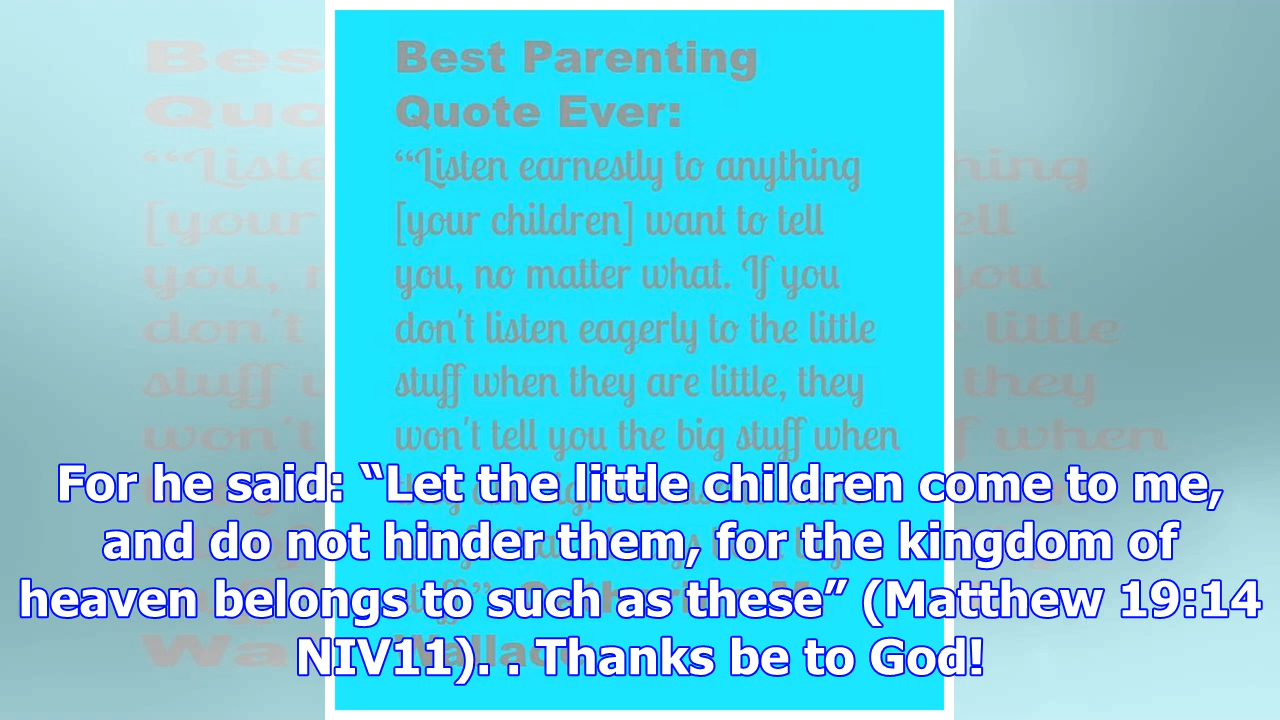 Best Parenting
Quote Ever:
“Listen earnestly to anything
[your children] want to tell
you, no matter what. If you
don't listen eagerly to the little
stuff when they are little, they
won't tell you the big stuff when
For he said: “Let the little children come to me,
and do not hinder them, for the kingdom of
heaven belongs to such as these” (Matthew 19:14
NIV11). . Thanks be to God!
Wallace